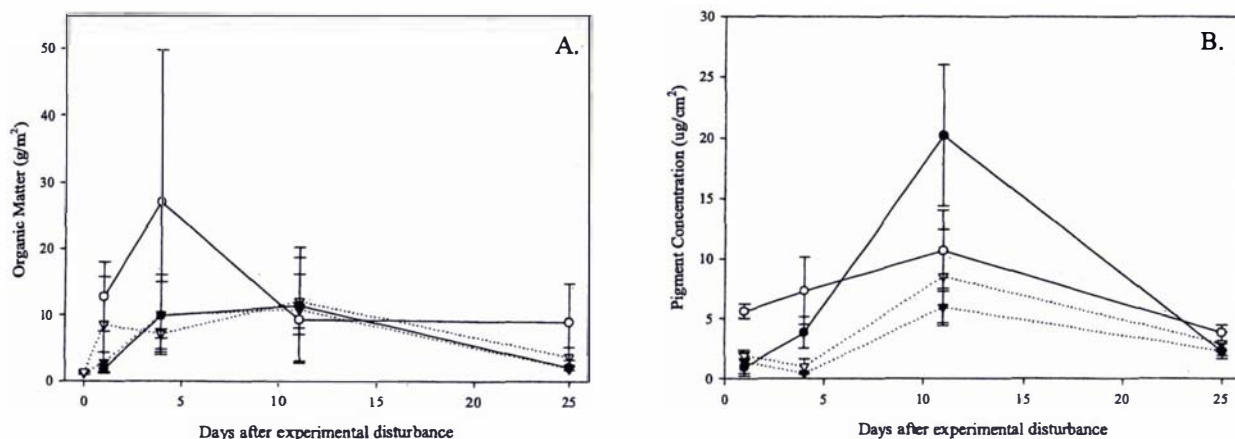 A.
Organic Matter (g/m²)
50
40
30
20
10
0
0 5 10 15 20 25
Days after experimental disturbance
B.
Pigment Concentration (ug/cm²)
30
25
20
15
10
5
0
0 5 10 15 20 25
Days after experimental disturbance